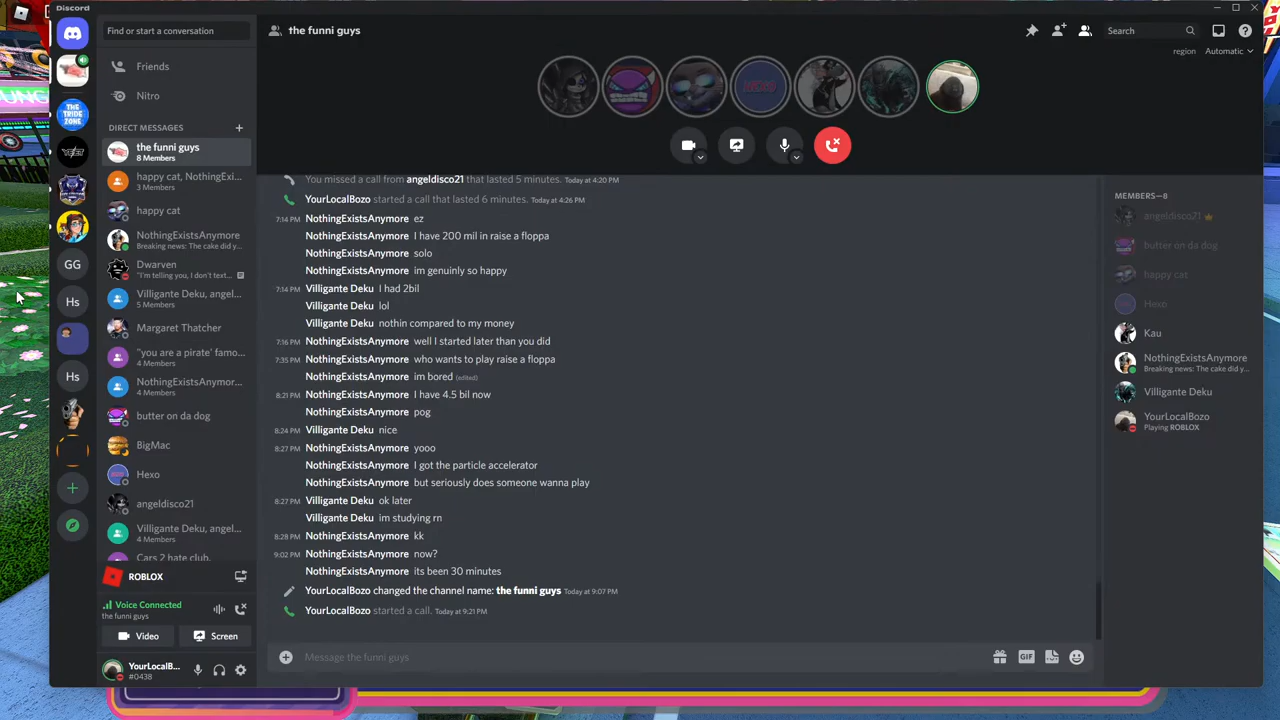 Discord
Find or start a conversation
the funni guys
Search
region
Automatic
Friends
Nitro
DIRECT MESSAGES
the funni guys
8 Members
happy cat, NothingExi...
3 Members
happy cat
NothingExistsAnymore
Breaking news: The cake did y...
Dwarven
"I'm telling you, I don't text...
Villigante Deku, angel...
5 Members
Margaret Thatcher
"you are a pirate' famo...
4 Members
NothingExistsAnymor...
4 Members
butter on da dog
BigMac
Hexo
angeldisco21
Villigante Deku, angel...
4 Members
Cars 2 hate club,
THE TRIDE ZONE
GG
Hs
Hs
ROBLOX
Voice Connected
the funni guys
Video
Screen
YourLocalB...
#0438
You missed a call from angeldisco21 that lasted 5 minutes. Today at 4:20 PM
YourLocalBozo started a call that lasted 6 minutes. Today at 4:26 PM
7:14 PM NothingExistsAnymore ez
NothingExistsAnymore I have 200 mil in raise a floppa
NothingExistsAnymore solo
NothingExistsAnymore im genuinly so happy
7:14 PM Villigante Deku I had 2bil
Villigante Deku lol
Villigante Deku nothin compared to my money
7:16 PM NothingExistsAnymore well I started later than you did
7:35 PM NothingExistsAnymore who wants to play raise a floppa
NothingExistsAnymore im bored (edited)
8:21 PM NothingExistsAnymore I have 4.5 bil now
NothingExistsAnymore pog
8:24 PM Villigante Deku nice
8:27 PM NothingExistsAnymore yooo
NothingExistsAnymore I got the particle accelerator
NothingExistsAnymore but seriously does someone wanna play
8:27 PM Villigante Deku ok later
Villigante Deku im studying rn
8:28 PM NothingExistsAnymore kk
9:02 PM NothingExistsAnymore now?
NothingExistsAnymore its been 30 minutes
YourLocalBozo changed the channel name: the funni guys Today at 9:07 PM
YourLocalBozo started a call. Today at 9:21 PM
Message the funni guys
GIF
MEMBERS—8
angeldisco21
butter on da dog
happy cat
Hexo
Kau
NothingExistsAnymore
Breaking news: The cake did y...
Villigante Deku
YourLocalBozo
Playing ROBLOX